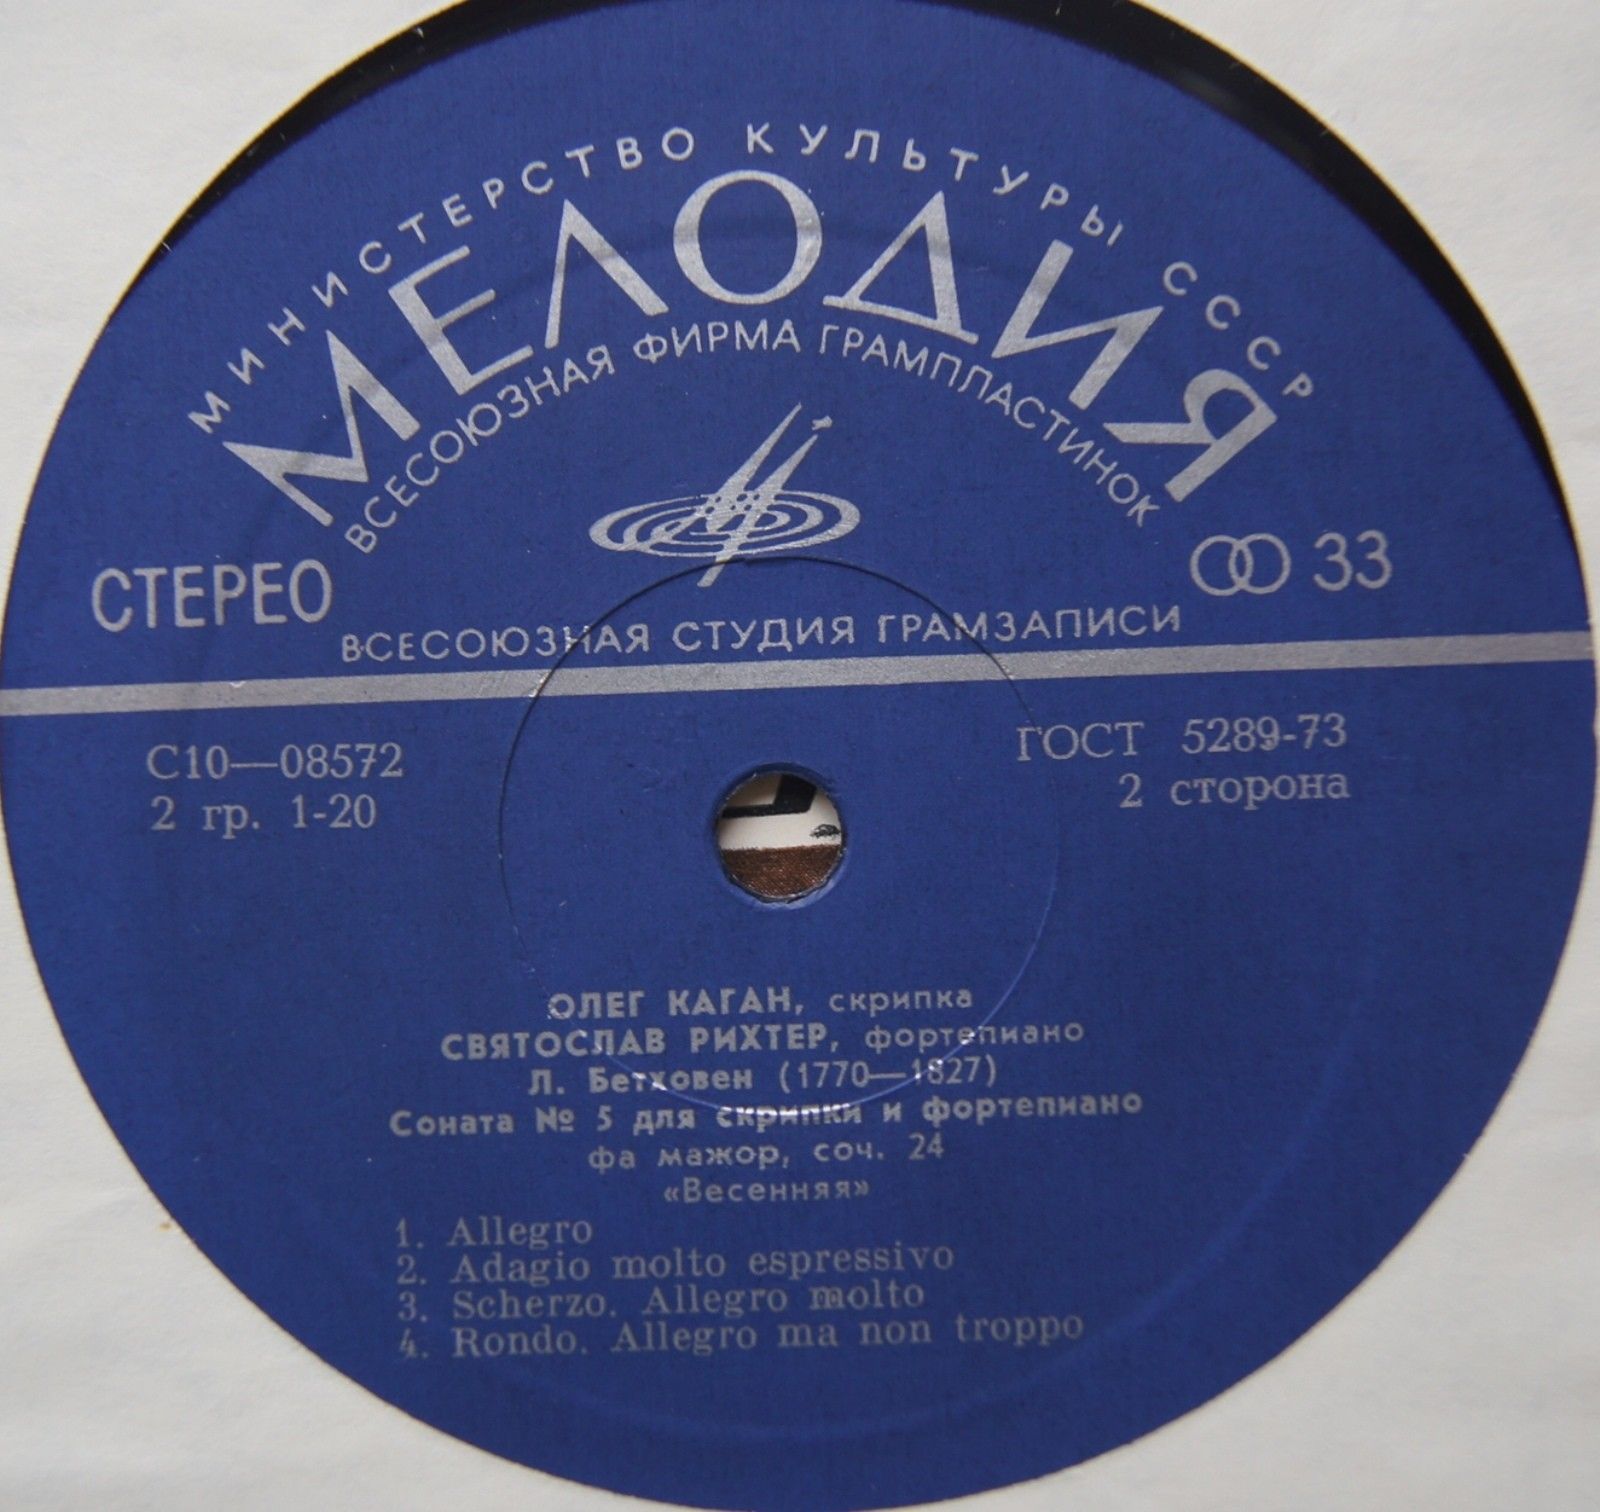 МИНИСТЕРСТВО КУЛЬТУРЫ СССР
МЕЛОДИЯ
ВСЕСОЮЗНАЯ ФИРМА ГРАМПЛАСТИНОК
СТЕРЕО
33
ВСЕСОЮЗНАЯ СТУДИЯ ГРАМЗАПИСИ
С10—08572
2 гр. 1-20
ГОСТ 5289-73
2 сторона
ОЛЕГ КАГАН, скрипка
СВЯТОСЛАВ РИХТЕР, фортепиано
Л. Бетховен (1770—1827)
Соната № 5 для скрипки и фортепиано
фа мажор, соч. 24
«Весенняя»
1. Allegro
2. Adagio molto espressivo
3. Scherzo. Allegro molto
4. Rondo. Allegro ma non troppo